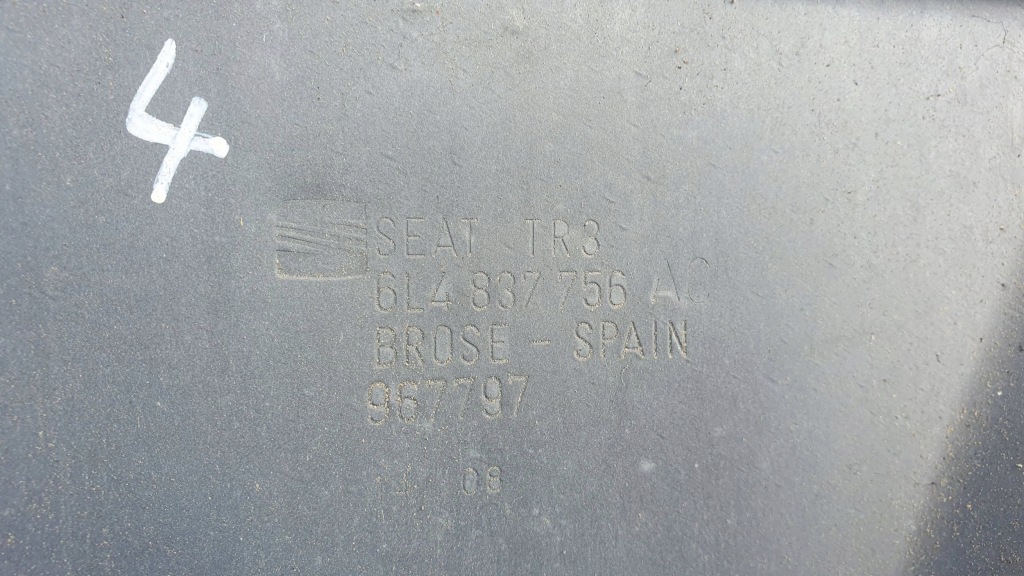 4
SEAT TR3
6L4 837 756 AC
BROSE - SPAIN
967797
08